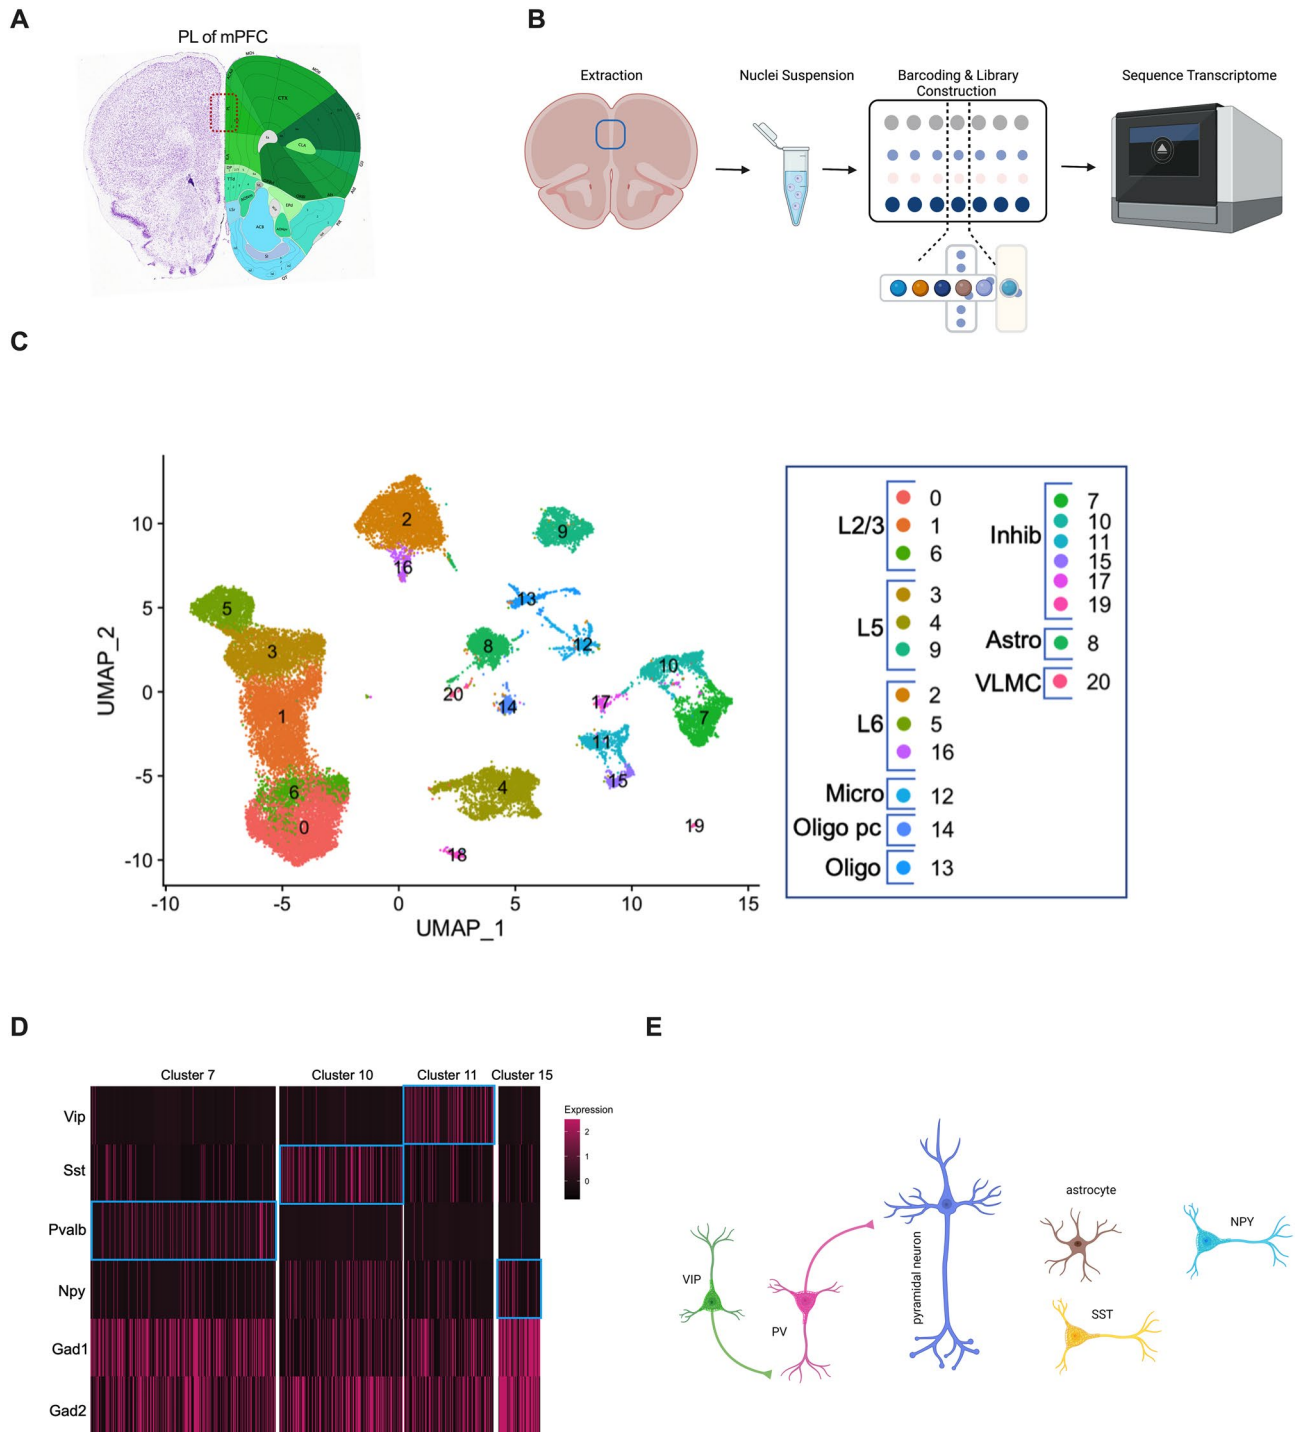 A
PL of mPFC
CTX
CLA
ACB
B
Extraction
Nuclei Suspension
Barcoding & Library
Construction
Sequence Transcriptome
C
UMAP_2
10
5
0
-5
-10
-10
-5
0
5
10
15
UMAP_1
2
16
9
5
3
13
12
8
10
20
14
17
7
1
11
15
4
6
0
19
18
L2/3
0
1
6
L5
3
4
9
L6
2
5
16
Micro
12
Oligo pc
14
Oligo
13
Inhib
7
10
11
15
17
19
Astro
8
VLMC
20
D
Cluster 7
Cluster 10
Cluster 11
Cluster 15
Vip
Sst
Pvalb
Npy
Gad1
Gad2
Expression
2
1
0
E
VIP
PV
pyramidal neuron
astrocyte
NPY
SST